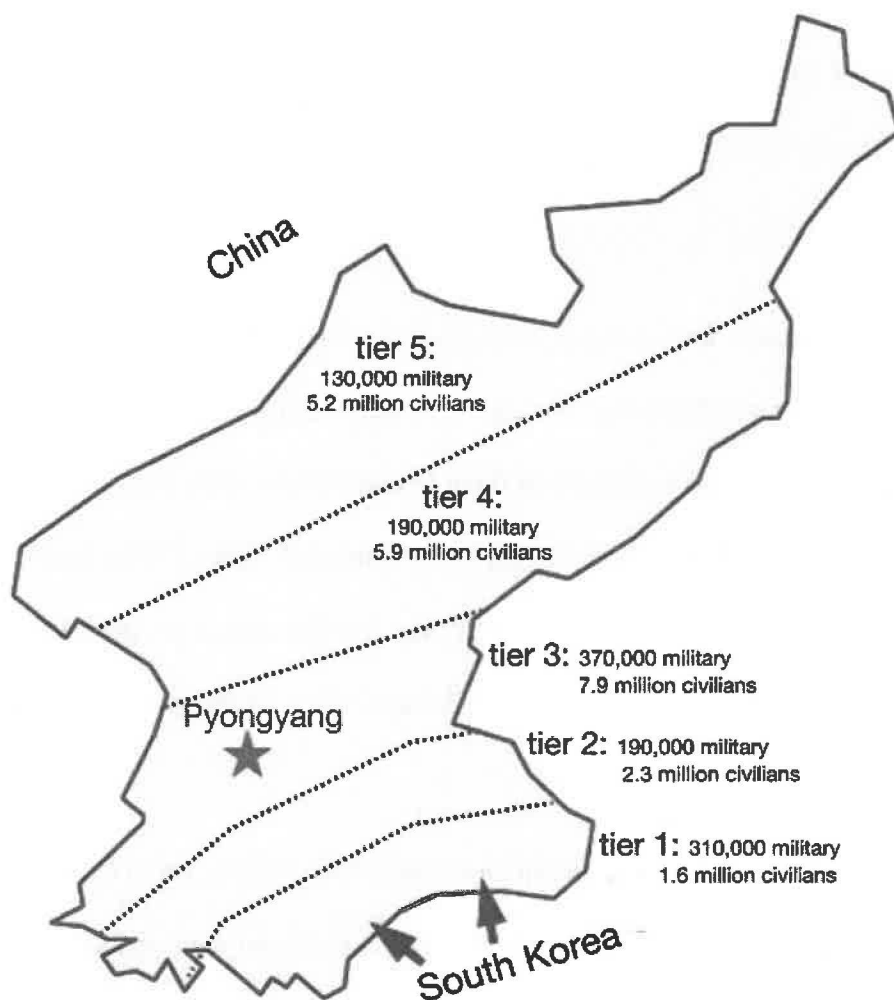 China
tier 5:
130,000 military
5.2 million civilians
tier 4:
190,000 military
5.9 million civilians
tier 3: 370,000 military
7.9 million civilians
Pyongyang
tier 2: 190,000 military
2.3 million civilians
tier 1: 310,000 military
1.6 million civilians
South Korea